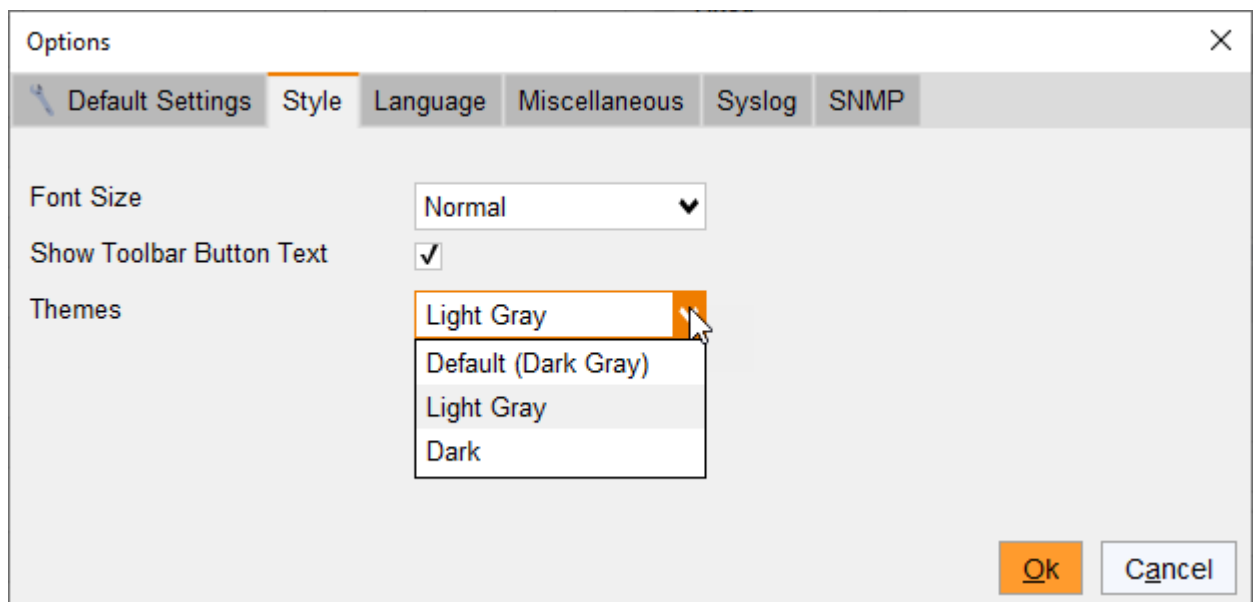 Options
Default Settings Style Language Miscellaneous Syslog SNMP
Font Size Normal
Show Toolbar Button Text
Themes Light Gray
Default (Dark Gray)
Light Gray
Dark
Ok Cancel